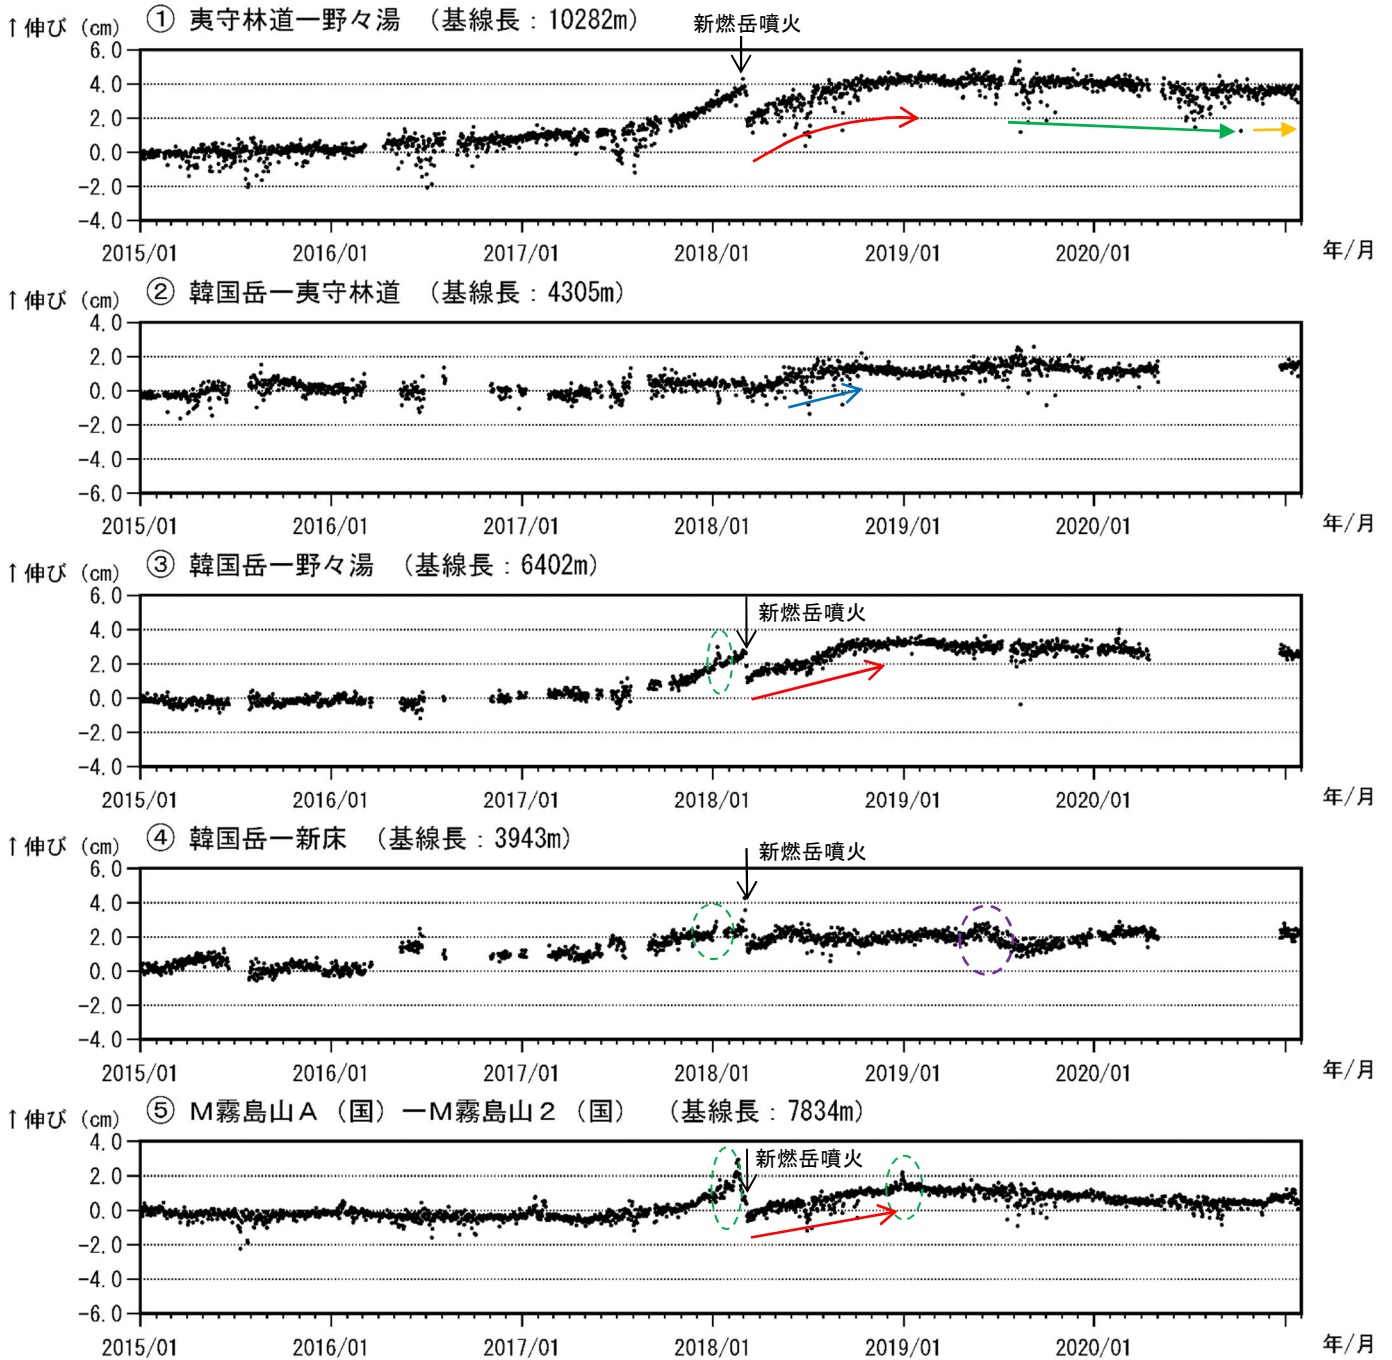 ① 夷守林道ー野々湯 （基線長：10282m）
↑伸び（cm）
新燃岳噴火
6.0
4.0
2.0
0.0
-2.0
-4.0
2015/01 2016/01 2017/01 2018/01 2019/01 2020/01 年/月
② 韓国岳ー夷守林道 （基線長：4305m）
↑伸び（cm）
4.0
2.0
0.0
-2.0
-4.0
-6.0
2015/01 2016/01 2017/01 2018/01 2019/01 2020/01 年/月
③ 韓国岳ー野々湯 （基線長：6402m）
↑伸び（cm）
6.0
新燃岳噴火
4.0
2.0
0.0
-2.0
-4.0
2015/01 2016/01 2017/01 2018/01 2019/01 2020/01 年/月
④ 韓国岳ー新床 （基線長：3943m）
↑伸び（cm）
新燃岳噴火
6.0
4.0
2.0
0.0
-2.0
-4.0
2015/01 2016/01 2017/01 2018/01 2019/01 2020/01 年/月
⑤ M霧島山A（国）ーM霧島山2（国） （基線長：7834m）
↑伸び（cm）
4.0
新燃岳噴火
2.0
0.0
-2.0
-4.0
-6.0
2015/01 2016/01 2017/01 2018/01 2019/01 2020/01 年/月